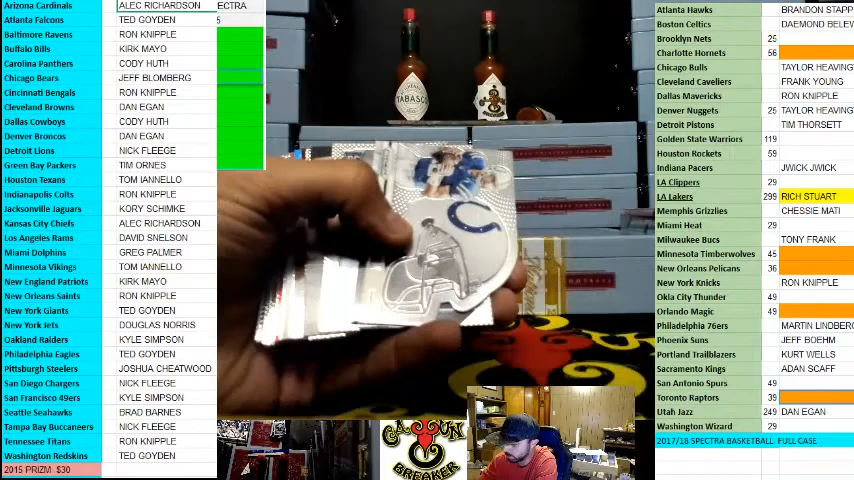 Arizona Cardinals ALEC RICHARDSON ECTRA
Atlanta Falcons TED GOYDEN
Baltimore Ravens RON KNIPPLE
Buffalo Bills KIRK MAYO
Carolina Panthers CODY HUTH
Chicago Bears JEFF BLOMBERG
Cincinnati Bengals RON KNIPPLE
Cleveland Browns DAN EGAN
Dallas Cowboys CODY HUTH
Denver Broncos DAN EGAN
Detroit Lions NICK FLEEGE
Green Bay Packers TIM ORNES
Houston Texans TOM IANNELLO
Indianapolis Colts RON KNIPPLE
Jacksonville Jaguars KORY SCHIMKE
Kansas City Chiefs ALEC RICHARDSON
Los Angeles Rams DAVID SNELSON
Miami Dolphins GREG PALMER
Minnesota Vikings TOM IANNELLO
New England Patriots KIRK MAYO
New Orleans Saints RON KNIPPLE
New York Giants TED GOYDEN
New York Jets DOUGLAS NORRIS
Oakland Raiders KYLE SIMPSON
Philadelphia Eagles TED GOYDEN
Pittsburgh Steelers JOSHUA CHEATWOOD
San Diego Chargers NICK FLEEGE
San Francisco 49ers KYLE SIMPSON
Seattle Seahawks BRAD BARNES
Tampa Bay Buccaneers NICK FLEEGE
Tennessee Titans RON KNIPPLE
Washington Redskins TED GOYDEN
2015 PRIZM $30
TABASCO
CAJUN
BREAKER
Atlanta Hawks BRANDON STAPP
Boston Celtics DAEMOND BELEW
Brooklyn Nets 25
Charlotte Hornets 56
Chicago Bulls TAYLOR HEAVING
Cleveland Caveliers FRANK YOUNG
Dallas Mavericks RON KNIPPLE
Denver Nuggets 25 TAYLOR HEAVING
Detroit Pistons TIM THORSETT
Golden State Warriors 119
Houston Rockets 59
Indiana Pacers JWICK JWICK
LA Clippers 29
LA Lakers 299 RICH STUART
Memphis Grizzlies CHESSIE MATI
Miami Heat 29
Milwaukee Bucs TONY FRANK
Minnesota Timberwolves 45
New Orleans Pelicans 36
New York Knicks RON KNIPPLE
Okla City Thunder 49
Orlando Magic 49
Philadelphia 76ers MARTIN LINDBERG
Phoenix Suns JEFF BOEHM
Portland Trailblazers KURT WELLS
Sacramento Kings ADAN SCAFF
San Antonio Spurs 49
Toronto Raptors 39
Utah Jazz 249 DAN EGAN
Washington Wizard 29
2017/18 SPECTRA BASKETBALL FULL CASE